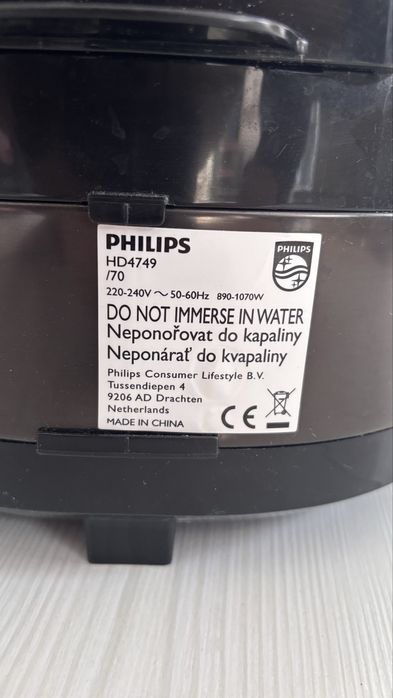 PHILIPS
HD4749
/70
PHILIPS
220-240V ～ 50-60Hz 890-1070W
DO NOT IMMERSE IN WATER
Neponořovat do kapaliny
Neponárať do kvapaliny
Philips Consumer Lifestyle B.V.
Tussendiepen 4
9206 AD Drachten
Netherlands
MADE IN CHINA
CE